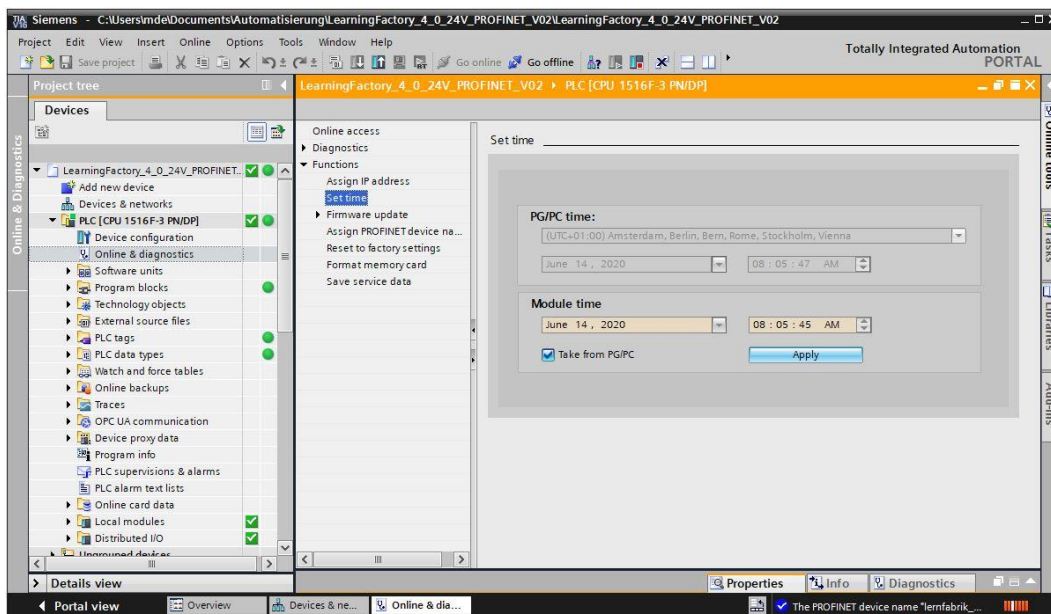 Siemens - C:\Users\mde\Documents\Automatisierung\LearningFactory_4_0_24V_PROFINET_V02\LearningFactory_4_0_24V_PROFINET_V02
Project Edit View Insert Online Options Tools Window Help
Totally Integrated Automation
PORTAL
Save project Go online Go offline
Project tree
LearningFactory_4_0_24V_PROFINET_V02 PLC [CPU 1516F-3 PN/DP]
Devices
Online & Diagnostics
LearningFactory_4_0_24V_PROFINET...
Add new device
Devices & networks
PLC [CPU 1516F-3 PN/DP]
Device configuration
Online & diagnostics
Software units
Program blocks
Technology objects
External source files
PLC tags
PLC data types
Watch and force tables
Online backups
Traces
OPC UA communication
Device proxy data
Program info
PLC supervisions & alarms
PLC alarm text lists
Online card data
Local modules
Distributed I/O
Ungrouped devices
Online access
Diagnostics
Functions
Assign IP address
Set time
Firmware update
Assign PROFINET device na...
Reset to factory settings
Format memory card
Save service data
Set time
PG/PC time:
(UTC+01:00) Amsterdam, Berlin, Bern, Rome, Stockholm, Vienna
June 14, 2020 08 : 05 : 47 AM
Module time
June 14, 2020 08 : 05 : 45 AM
Take from PG/PC
Apply
Online tools
Tasks
Libraries
Add-ins
Details view
Properties Info Diagnostics
Portal view Overview Devices & ne... Online & dia... The PROFINET device name "lernfabrik_...